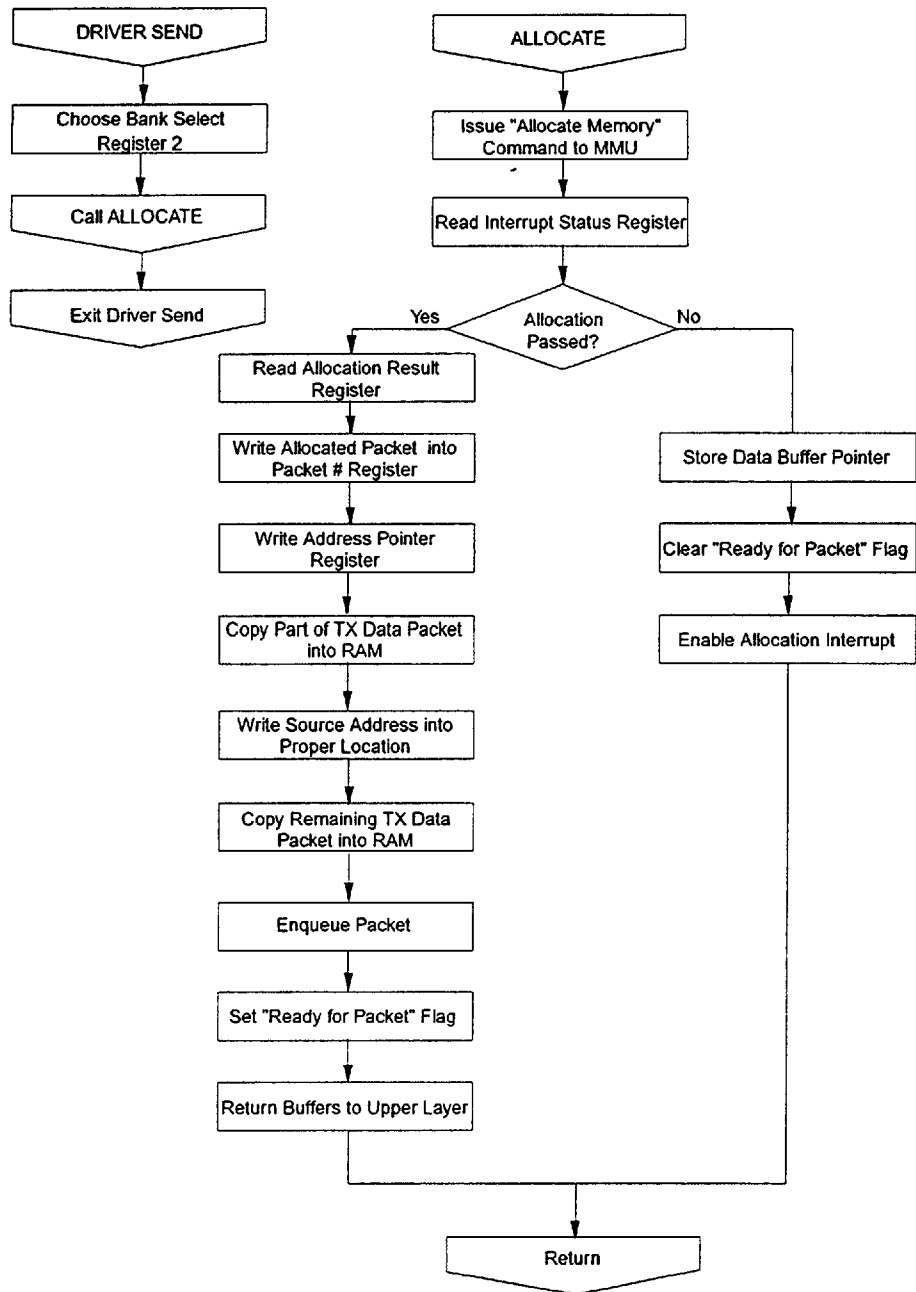 DRIVER SEND
Choose Bank Select
Register 2
Call ALLOCATE
Exit Driver Send
ALLOCATE
Issue "Allocate Memory"
Command to MMU
Read Interrupt Status Register
Allocation
Passed?
Yes
No
Read Allocation Result
Register
Write Allocated Packet into
Packet # Register
Write Address Pointer
Register
Copy Part of TX Data Packet
into RAM
Write Source Address into
Proper Location
Copy Remaining TX Data
Packet into RAM
Enqueue Packet
Set "Ready for Packet" Flag
Return Buffers to Upper Layer
Store Data Buffer Pointer
Clear "Ready for Packet" Flag
Enable Allocation Interrupt
Return